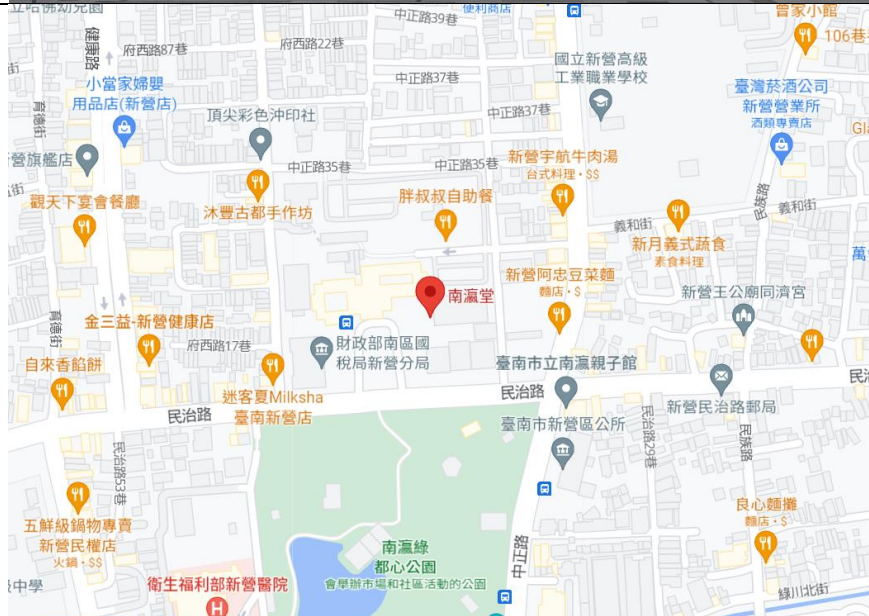 立哈佛幼兒園
中正路39巷
便利商店
曾家小館
106巷
健康路
府西路87巷
府西路22巷
國立新營高級
工業職業學校
小當家婦嬰
用品店(新營店)
中正路37巷
臺灣菸酒公司
新營營業所
酒類專賣店
育德街
頂尖彩色沖印社
中正路37巷
營旗艦店
中正路35巷
中正路35巷
新營宇航牛肉湯
台式料理·$$
觀天下宴會餐廳
沐豐古都手作坊
胖叔叔自助餐
民族路
義和街
義和街
新月義式蔬食
素食料理
新營阿忠豆菜麵
麵店·$
南瀛堂
新營王公廟同濟宮
育德街
金三益-新營健康店
府西路17巷
財政部南區國
稅局新營分局
自來香餡餅
臺南市立南瀛親子館
迷客夏Milksha
臺南新營店
民治路
民治路
新營民治路郵局
臺南市新營區公所
民治路29巷
民族路
民治路53巷
五鮮級鍋物專賣
新營民權店
火鍋·$$
良心麵攤
麵店·$
中正路
南瀛綠
都心公園
會舉辦市場和社區活動的公園
中學
衛生福利部新營醫院
H
綠川北街